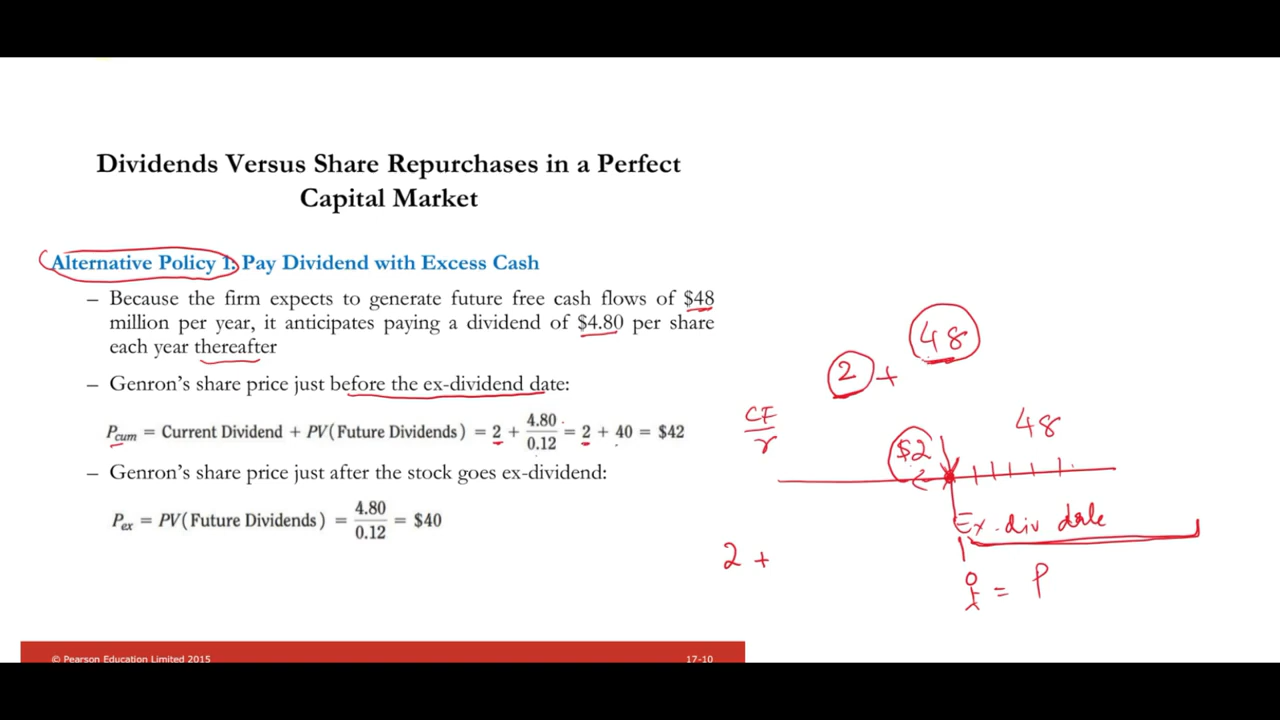 Dividends Versus Share Repurchases in a Perfect
Capital Market
Alternative Policy 1: Pay Dividend with Excess Cash
– Because the firm expects to generate future free cash flows of $48
million per year, it anticipates paying a dividend of $4.80 per share
each year thereafter
– Genron's share price just before the ex-dividend date:
Pcum = Current Dividend + PV(Future Dividends) = 2 + 4.80/0.12 = 2 + 40 = $42
– Genron's share price just after the stock goes ex-dividend:
Pex = PV(Future Dividends) = 4.80/0.12 = $40
2 + 48
CF/r
48
$2
Ex-div date
2 +
= P
© Pearson Education Limited 2015
17-10